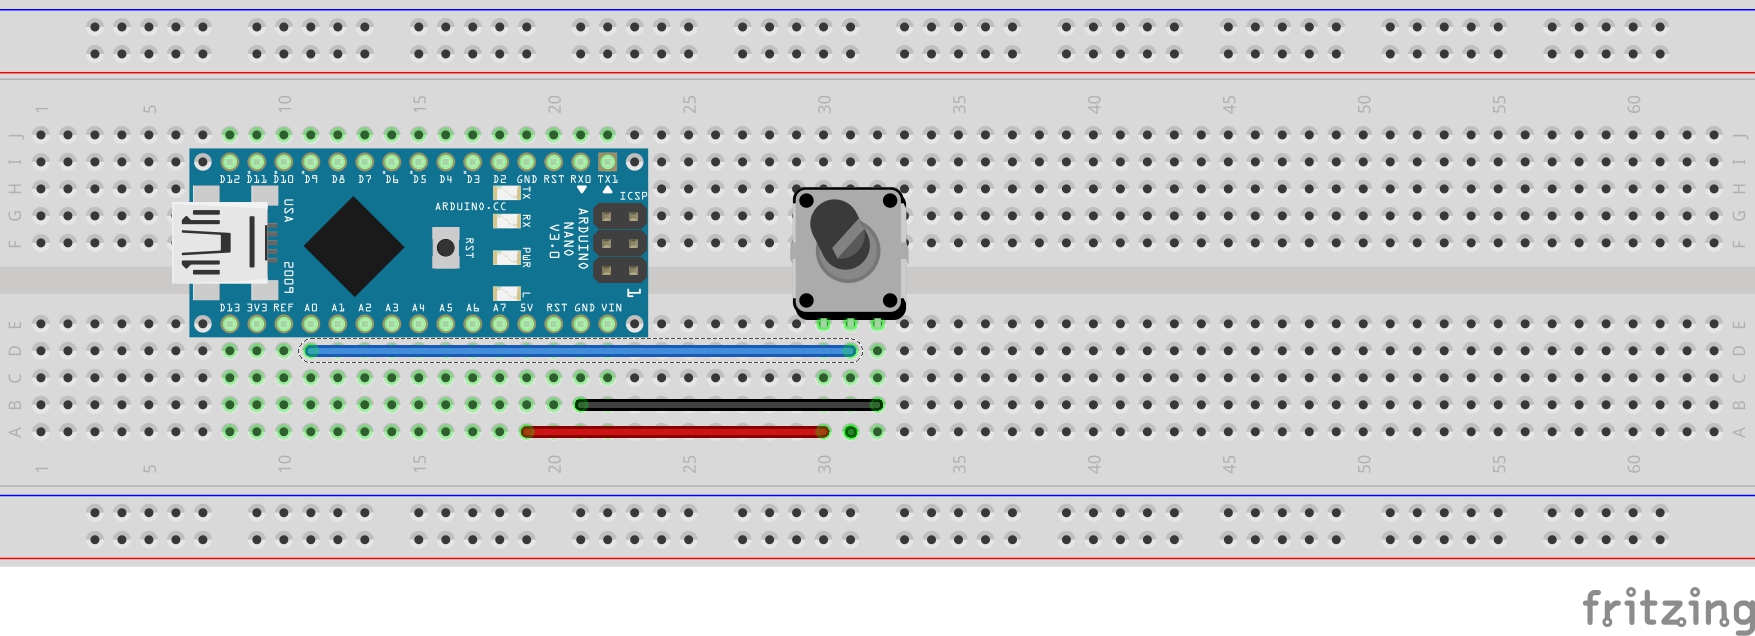 1 5 10 15 20 25 30 35 40 45 50 55 60
J J
I I
H H
G G
F F
D12 D11 D10 D9 D8 D7 D6 D5 D4 D3 D2 GND RST RX0 TX1
TX
RX
PWR
L
ICSP
1
ARDUINO.CC
ARDUINO
NANO
V3.0
RST
USA
2009
D13 3V3 REF A0 A1 A2 A3 A4 A5 A6 A7 5V RST GND VIN
E E
D D
C C
B B
A A
1 5 10 15 20 25 30 35 40 45 50 55 60
fritzing